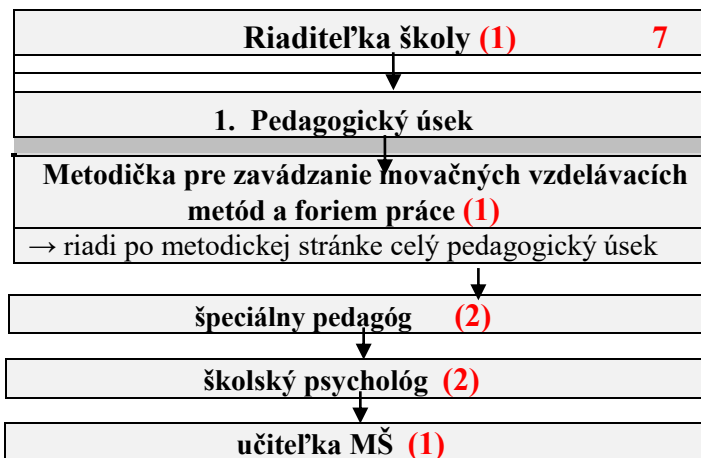 Riaditeľka školy (1) 7
1. Pedagogický úsek
Metodička pre zavádzanie inovačných vzdelávacích
metód a foriem práce (1)
→ riadi po metodickej stránke celý pedagogický úsek
špeciálny pedagóg (2)
školský psychológ (2)
učiteľka MŠ (1)